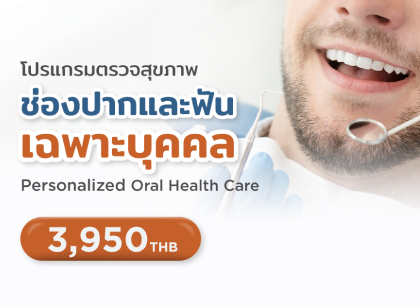 โปรแกรมตรวจสุขภาพ
ช่องปากและฟัน
เฉพาะบุคคล
Personalized Oral Health Care
3,950 THB